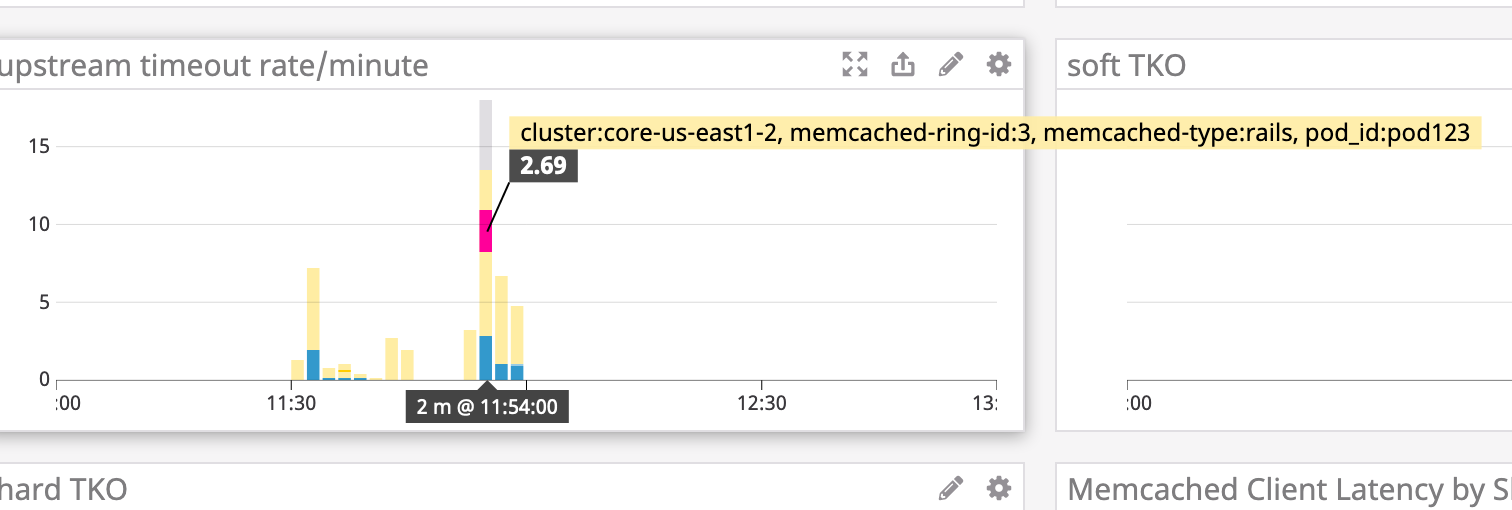 upstream timeout rate/minute
soft TKO
cluster:core-us-east1-2, memcached-ring-id:3, memcached-type:rails, pod_id:pod123
2.69
15
10
5
0
:00
11:30
2 m @ 11:54:00
12:30
13:
:00
hard TKO
Memcached Client Latency by